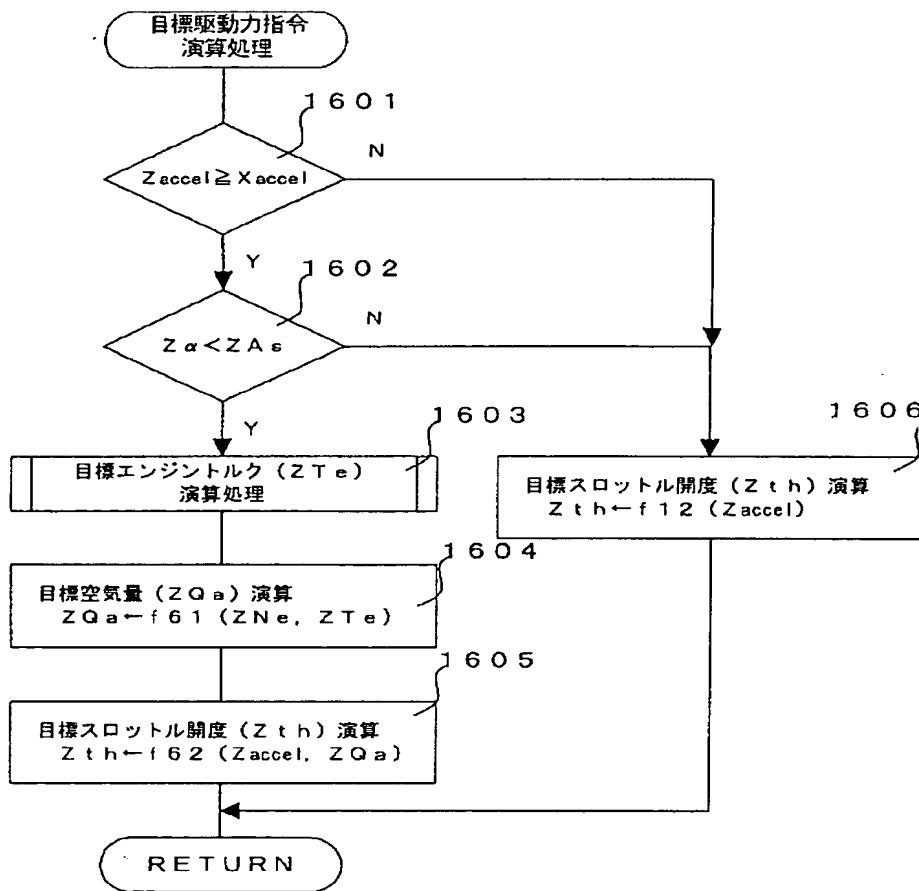 目標駆動力指令
演算処理
１６０１
Ｚaccel≧Ｘaccel
Ｎ
Ｙ
１６０２
Ｚα＜ＺＡｓ
Ｎ
Ｙ
１６０３
目標エンジントルク（ＺＴｅ）
演算処理
１６０６
目標スロットル開度（Ｚｔｈ）演算
Ｚｔｈ←ｆ１２（Ｚaccel）
１６０４
目標空気量（ＺＱａ）演算
ＺＱａ←ｆ６１（ＺＮｅ，ＺＴｅ）
１６０５
目標スロットル開度（Ｚｔｈ）演算
Ｚｔｈ←ｆ６２（Ｚaccel，ＺＱａ）
ＲＥＴＵＲＮ